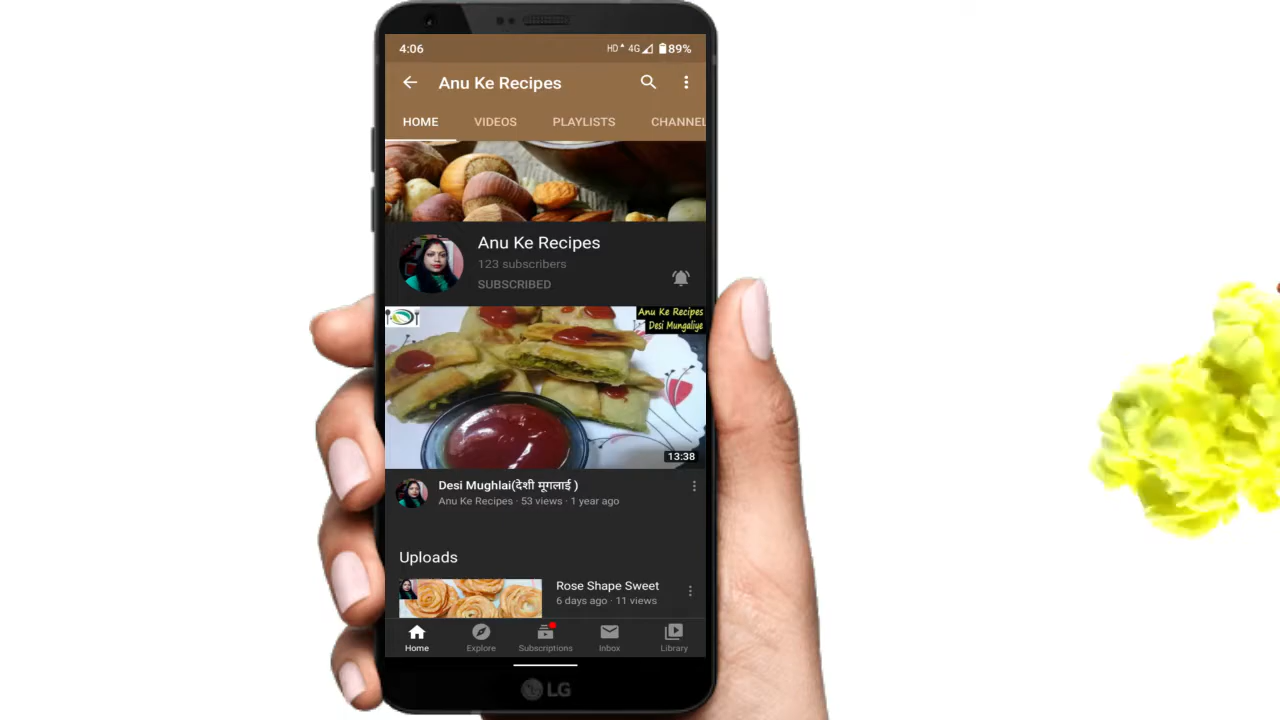 4:06 HD 4G 89%
Anu Ke Recipes
HOME VIDEOS PLAYLISTS CHANNEL
Anu Ke Recipes
123 subscribers
SUBSCRIBED
Anu Ke Recipes
Desi Mungaliye
13:38
Desi Mughlai(देशी मूगलाई )
Anu Ke Recipes · 53 views · 1 year ago
Uploads
Rose Shape Sweet
6 days ago · 11 views
Home Explore Subscriptions Inbox Library
LG